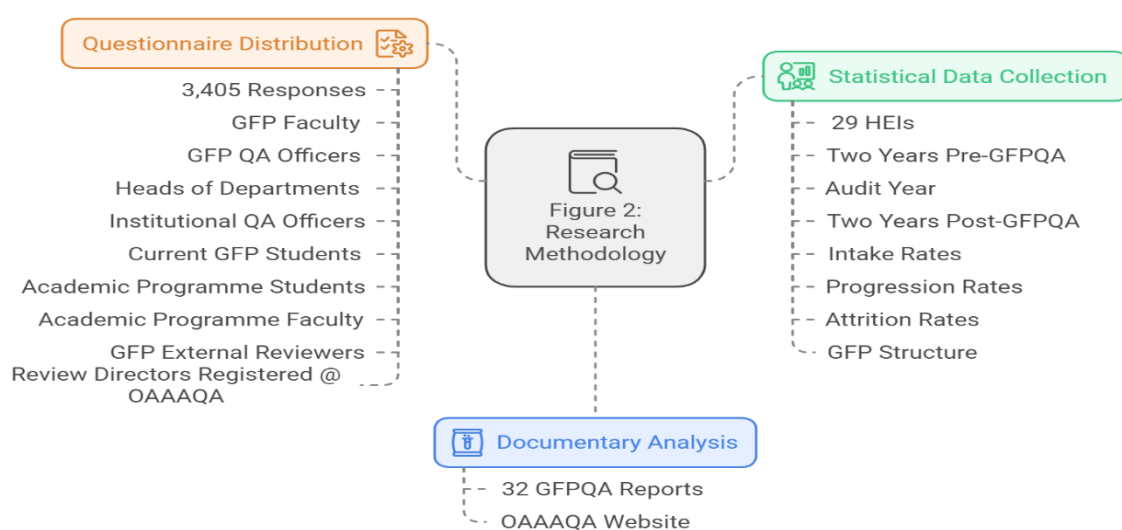 Questionnaire Distribution
3,405 Responses
GFP Faculty
GFP QA Officers
Heads of Departments
Institutional QA Officers
Current GFP Students
Academic Programme Students
Academic Programme Faculty
GFP External Reviewers
Review Directors Registered @
OAAAQA
Figure 2:
Research
Methodology
Statistical Data Collection
29 HEIs
Two Years Pre-GFPQA
Audit Year
Two Years Post-GFPQA
Intake Rates
Progression Rates
Attrition Rates
GFP Structure
Documentary Analysis
32 GFPQA Reports
OAAAQA Website